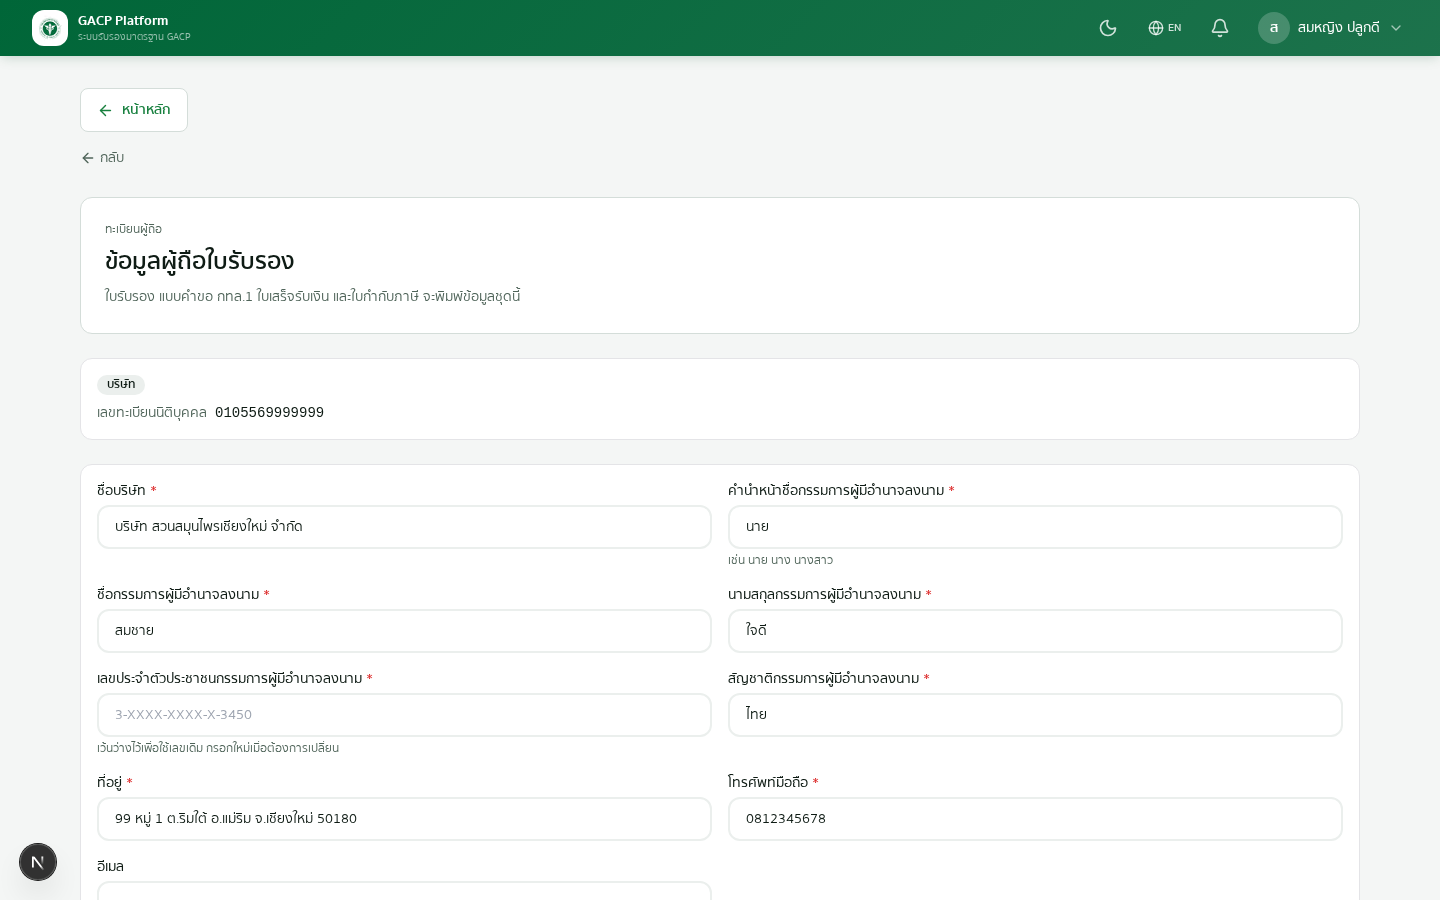 GACP Platform
ระบบรับรองมาตรฐาน GACP
EN
ส
สมหญิง ปลูกดี
หน้าหลัก
กลับ
ทะเบียนผู้ถือ
ข้อมูลผู้ถือใบรับรอง
ใบรับรอง แบบคำขอ กทล.1 ใบเสร็จรับเงิน และใบกำกับภาษี จะพิมพ์ข้อมูลชุดนี้
บริษัท
เลขทะเบียนนิติบุคคล 0105569999999
ชื่อบริษัท *
คำนำหน้าชื่อกรรมการผู้มีอำนาจลงนาม *
บริษัท สวนสมุนไพรเชียงใหม่ จำกัด
นาย
เช่น นาย นาง นางสาว
ชื่อกรรมการผู้มีอำนาจลงนาม *
นามสกุลกรรมการผู้มีอำนาจลงนาม *
สมชาย
ใจดี
เลขประจำตัวประชาชนกรรมการผู้มีอำนาจลงนาม *
สัญชาติกรรมการผู้มีอำนาจลงนาม *
3-XXXX-XXXX-X-3450
ไทย
เว้นว่างไว้เพื่อใช้เลขเดิม กรอกใหม่เมื่อต้องการเปลี่ยน
ที่อยู่ *
โทรศัพท์มือถือ *
99 หมู่ 1 ต.ริมใต้ อ.แม่ริม จ.เชียงใหม่ 50180
0812345678
อีเมล
N